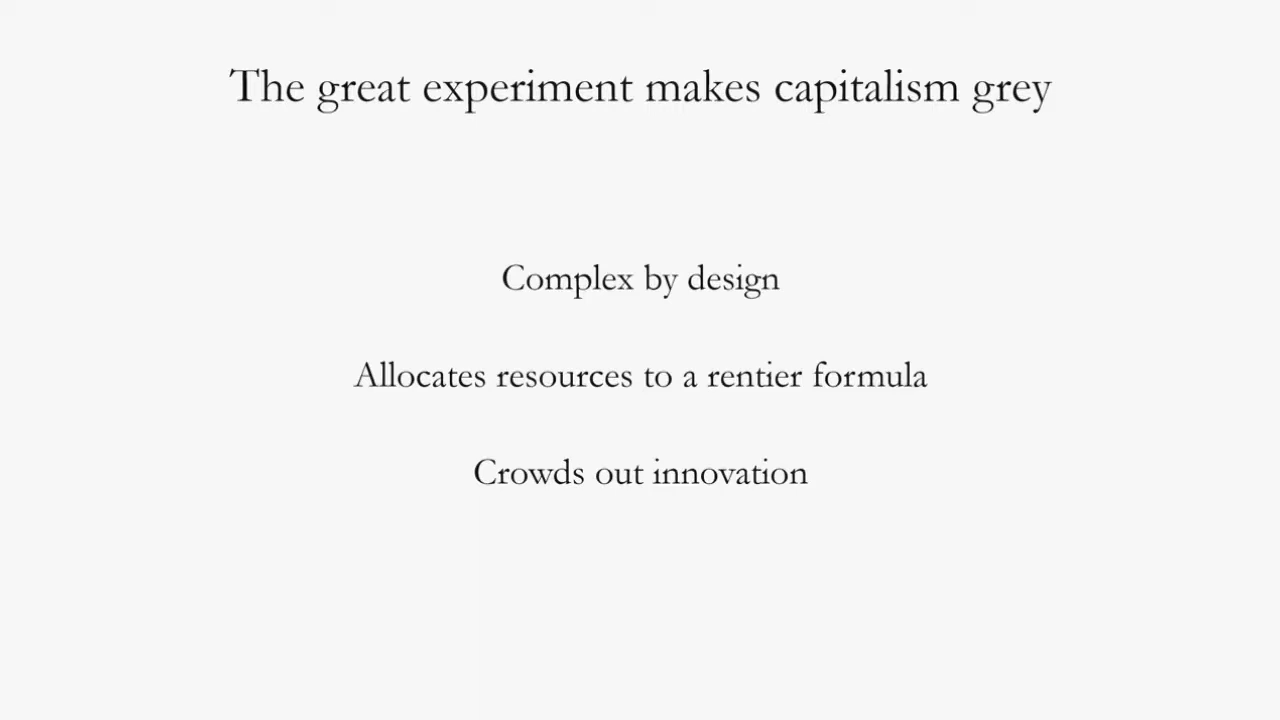 The great experiment makes capitalism grey
Complex by design
Allocates resources to a rentier formula
Crowds out innovation